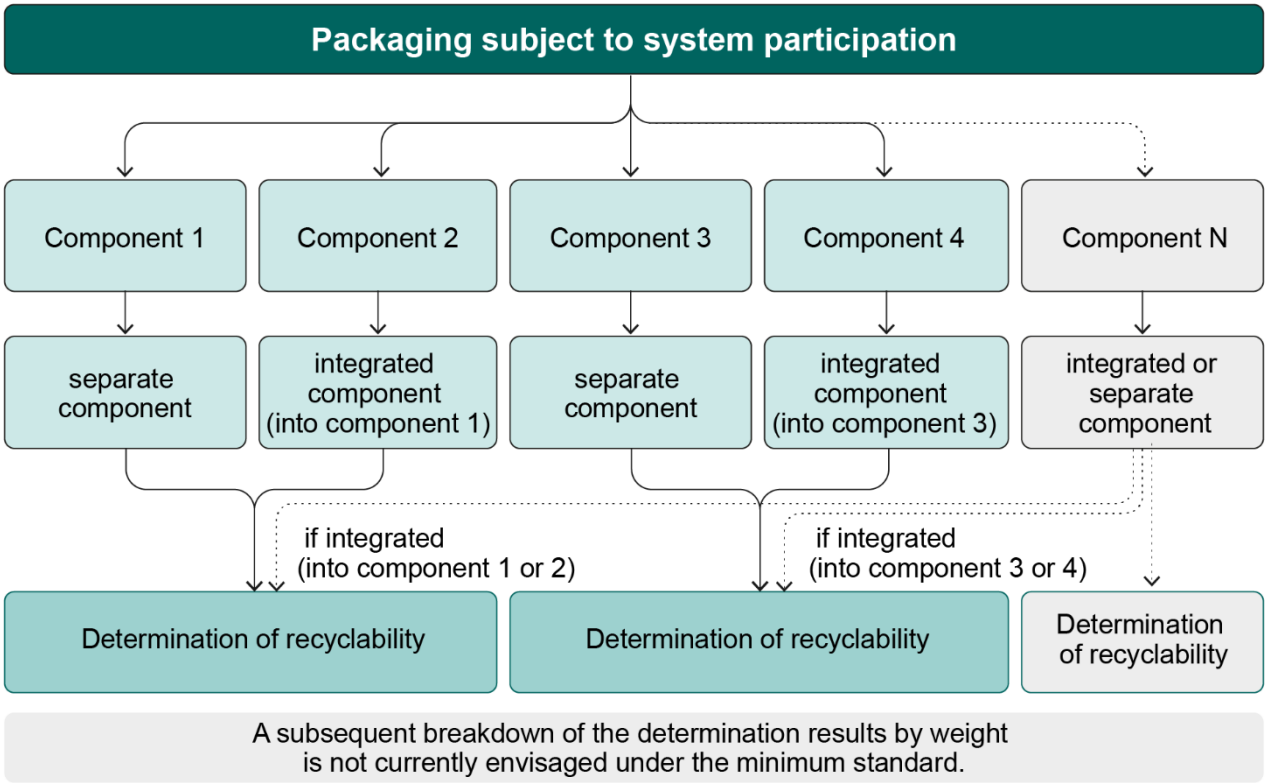 Packaging subject to system participation
Component 1
Component 2
Component 3
Component 4
Component N
separate
component
integrated
component
(into component 1)
separate
component
integrated
component
(into component 3)
integrated or
separate
component
if integrated
(into component 1 or 2)
if integrated
(into component 3 or 4)
Determination of recyclability
Determination of recyclability
Determination
of recyclability
A subsequent breakdown of the determination results by weight
is not currently envisaged under the minimum standard.